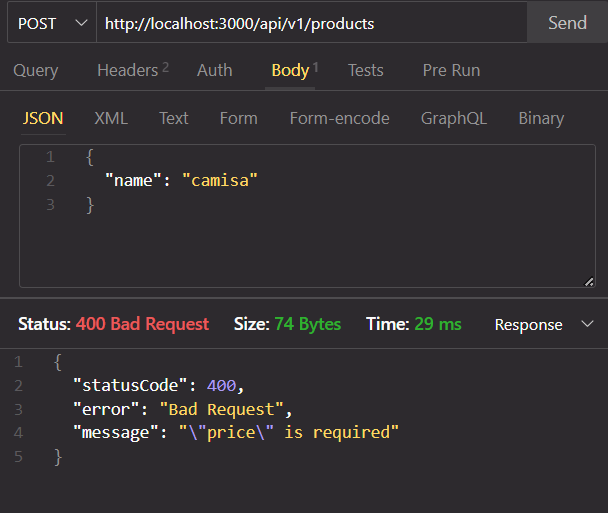 POST http://localhost:3000/api/v1/products Send
Query Headers 2 Auth Body 1 Tests Pre Run
JSON XML Text Form Form-encode GraphQL Binary
1 {
2 "name": "camisa"
3 }
Status: 400 Bad Request Size: 74 Bytes Time: 29 ms Response
1 {
2 "statusCode": 400,
3 "error": "Bad Request",
4 "message": "\"price\" is required"
5 }